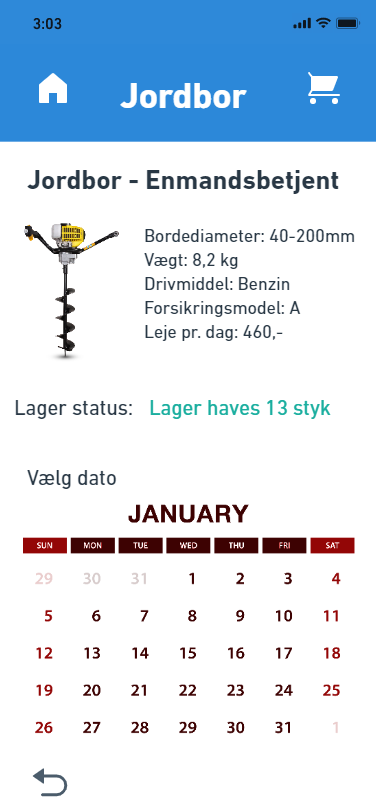 3:03
Jordbor
Jordbor - Enmandsbetjent
Bordediameter: 40-200mm
Vægt: 8,2 kg
Drivmiddel: Benzin
Forsikringsmodel: A
Leje pr. dag: 460,-
Lager status: Lager haves 13 styk
Vælg dato
JANUARY
SUN MON TUE WED THU FRI SAT
29 30 31 1 2 3 4
5 6 7 8 9 10 11
12 13 14 15 16 17 18
19 20 21 22 23 24 25
26 27 28 29 30 31 1